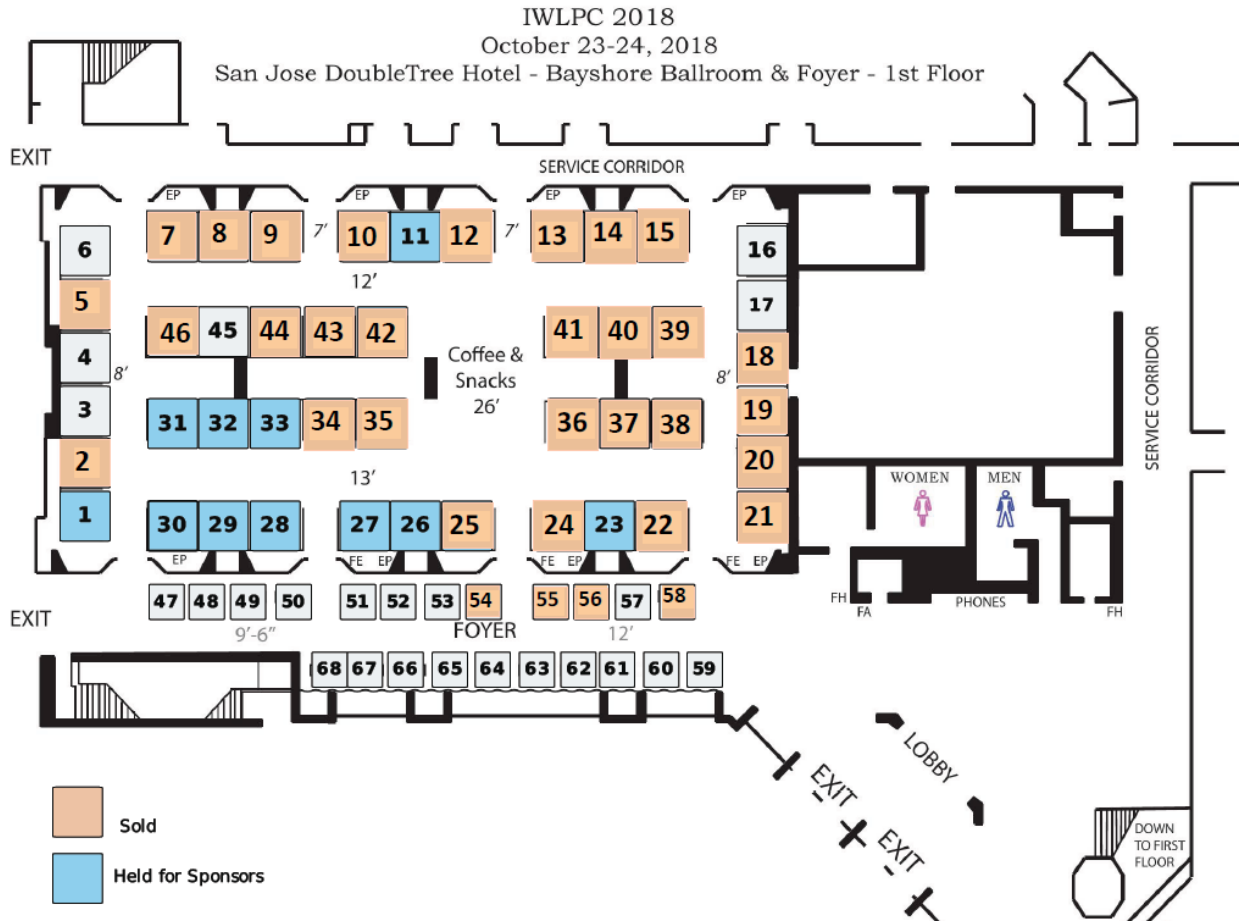 IWLPC 2018
October 23-24, 2018
San Jose DoubleTree Hotel - Bayshore Ballroom & Foyer - 1st Floor
EXIT
SERVICE CORRIDOR
EP EP EP EP
7 8 9 7' 10 11 12 7' 13 14 15
6 16
12'
5 17
46 45 44 43 42 41 40 39
4 8' Coffee & 8' 18
Snacks
26'
3 19
31 32 33 34 35 36 37 38
SERVICE CORRIDOR
2 20
13'
WOMEN MEN
1 21
30 29 28 27 26 25 24 23 22
EP FE EP FE EP FE EP
47 48 49 50 51 52 53 54 55 56 57 58
FH FA PHONES FH
EXIT
9'-6" FOYER 12'
68 67 66 65 64 63 62 61 60 59
LOBBY
EXIT
EXIT
DOWN
TO FIRST
FLOOR
Sold
Held for Sponsors